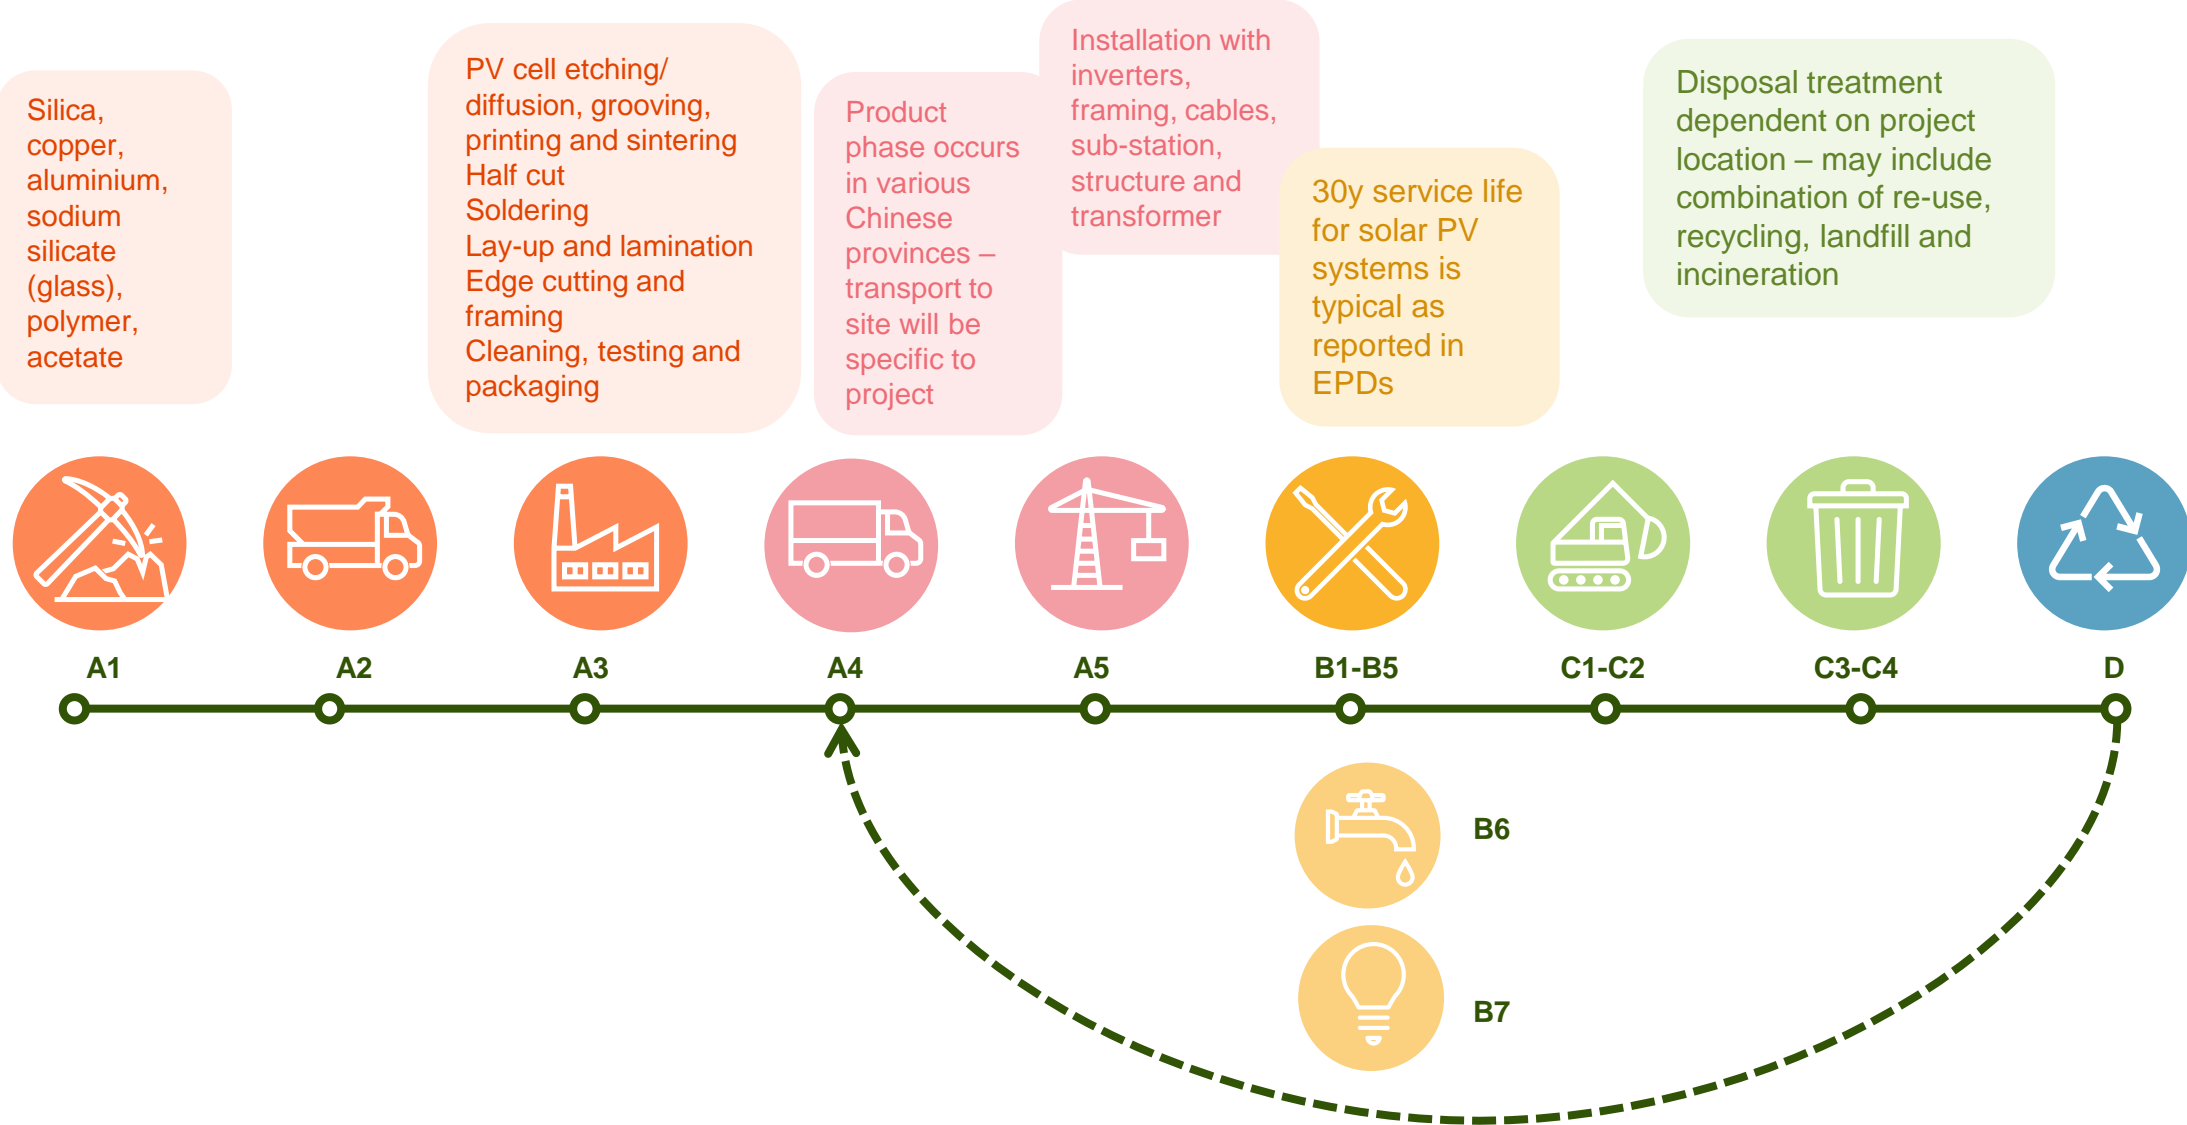 Silica,
copper,
aluminium,
sodium
silicate
(glass),
polymer,
acetate
PV cell etching/
diffusion, grooving,
printing and sintering
Half cut
Soldering
Lay-up and lamination
Edge cutting and
framing
Cleaning, testing and
packaging
Product
phase occurs
in various
Chinese
provinces –
transport to
site will be
specific to
project
Installation with
inverters,
framing, cables,
sub-station,
structure and
transformer
30y service life
for solar PV
systems is
typical as
reported in
EPDs
Disposal treatment
dependent on project
location – may include
combination of re-use,
recycling, landfill and
incineration
A1
A2
A3
A4
A5
B1-B5
C1-C2
C3-C4
D
B6
B7